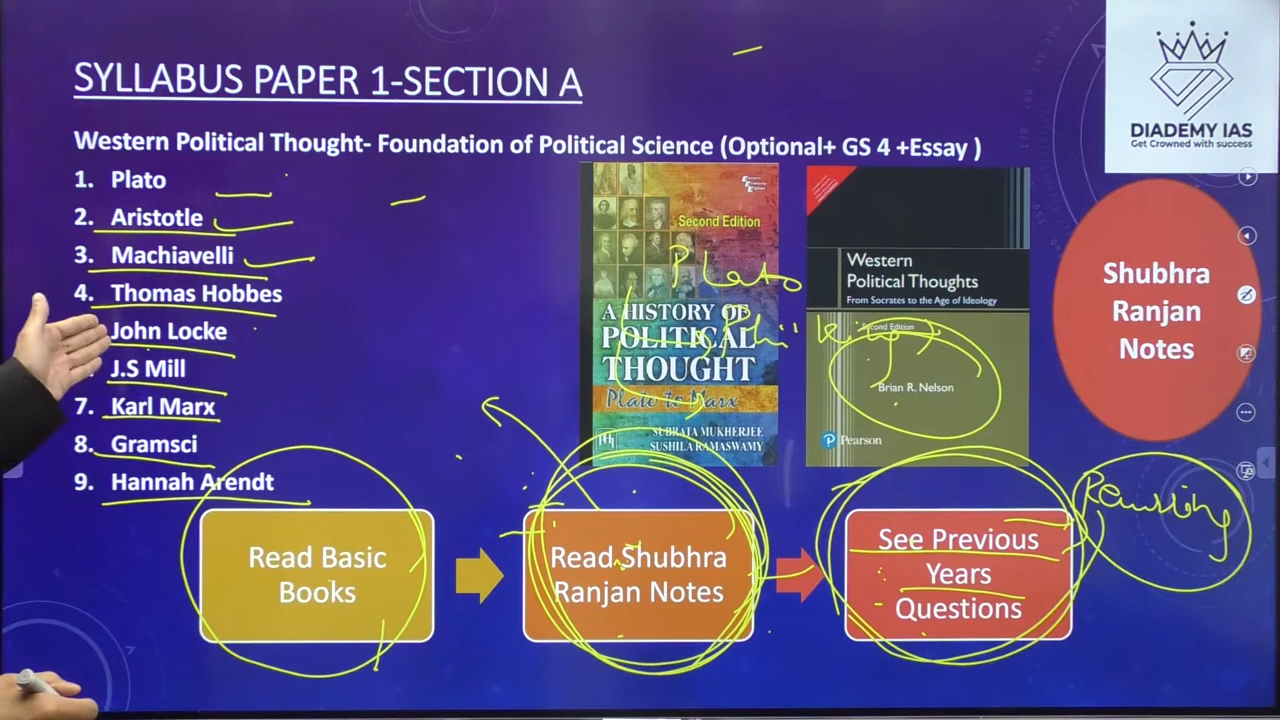 SYLLABUS PAPER 1-SECTION A
DIADEMY IAS
Get Crowned with success
Western Political Thought- Foundation of Political Science (Optional+ GS 4 +Essay )
1. Plato
2. Aristotle
3. Machiavelli
4. Thomas Hobbes
John Locke
J.S Mill
7. Karl Marx
8. Gramsci
9. Hannah Arendt
Second Edition
Plato
A HISTORY OF
POLITICAL
THOUGHT
Plato to Marx
PHI
SUBRATA MUKHERJEE
SUSHILA RAMASWAMY
Western
Political Thoughts
From Socrates to the Age of Ideology
Second Edition
Brian R. Nelson
Pearson
king
Shubhra
Ranjan
Notes
Read Basic
Books
Read Shubhra
Ranjan Notes
See Previous
Years
Questions